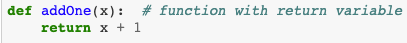 def addOne(x):  # function with return variable
    return x + 1